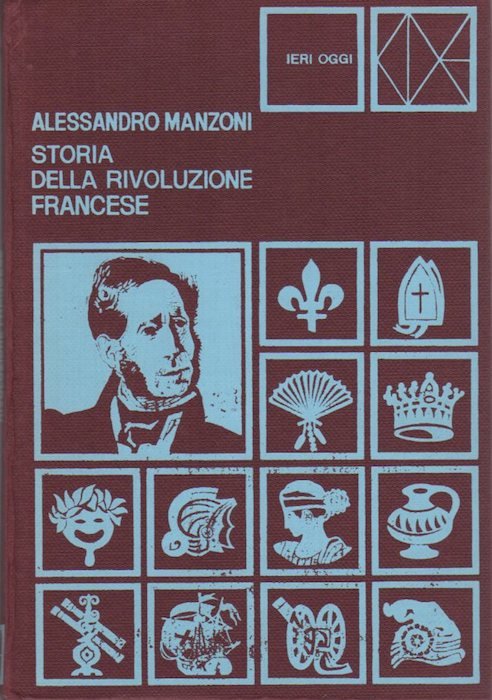 IERI OGGI
ALESSANDRO MANZONI
STORIA
DELLA RIVOLUZIONE
FRANCESE